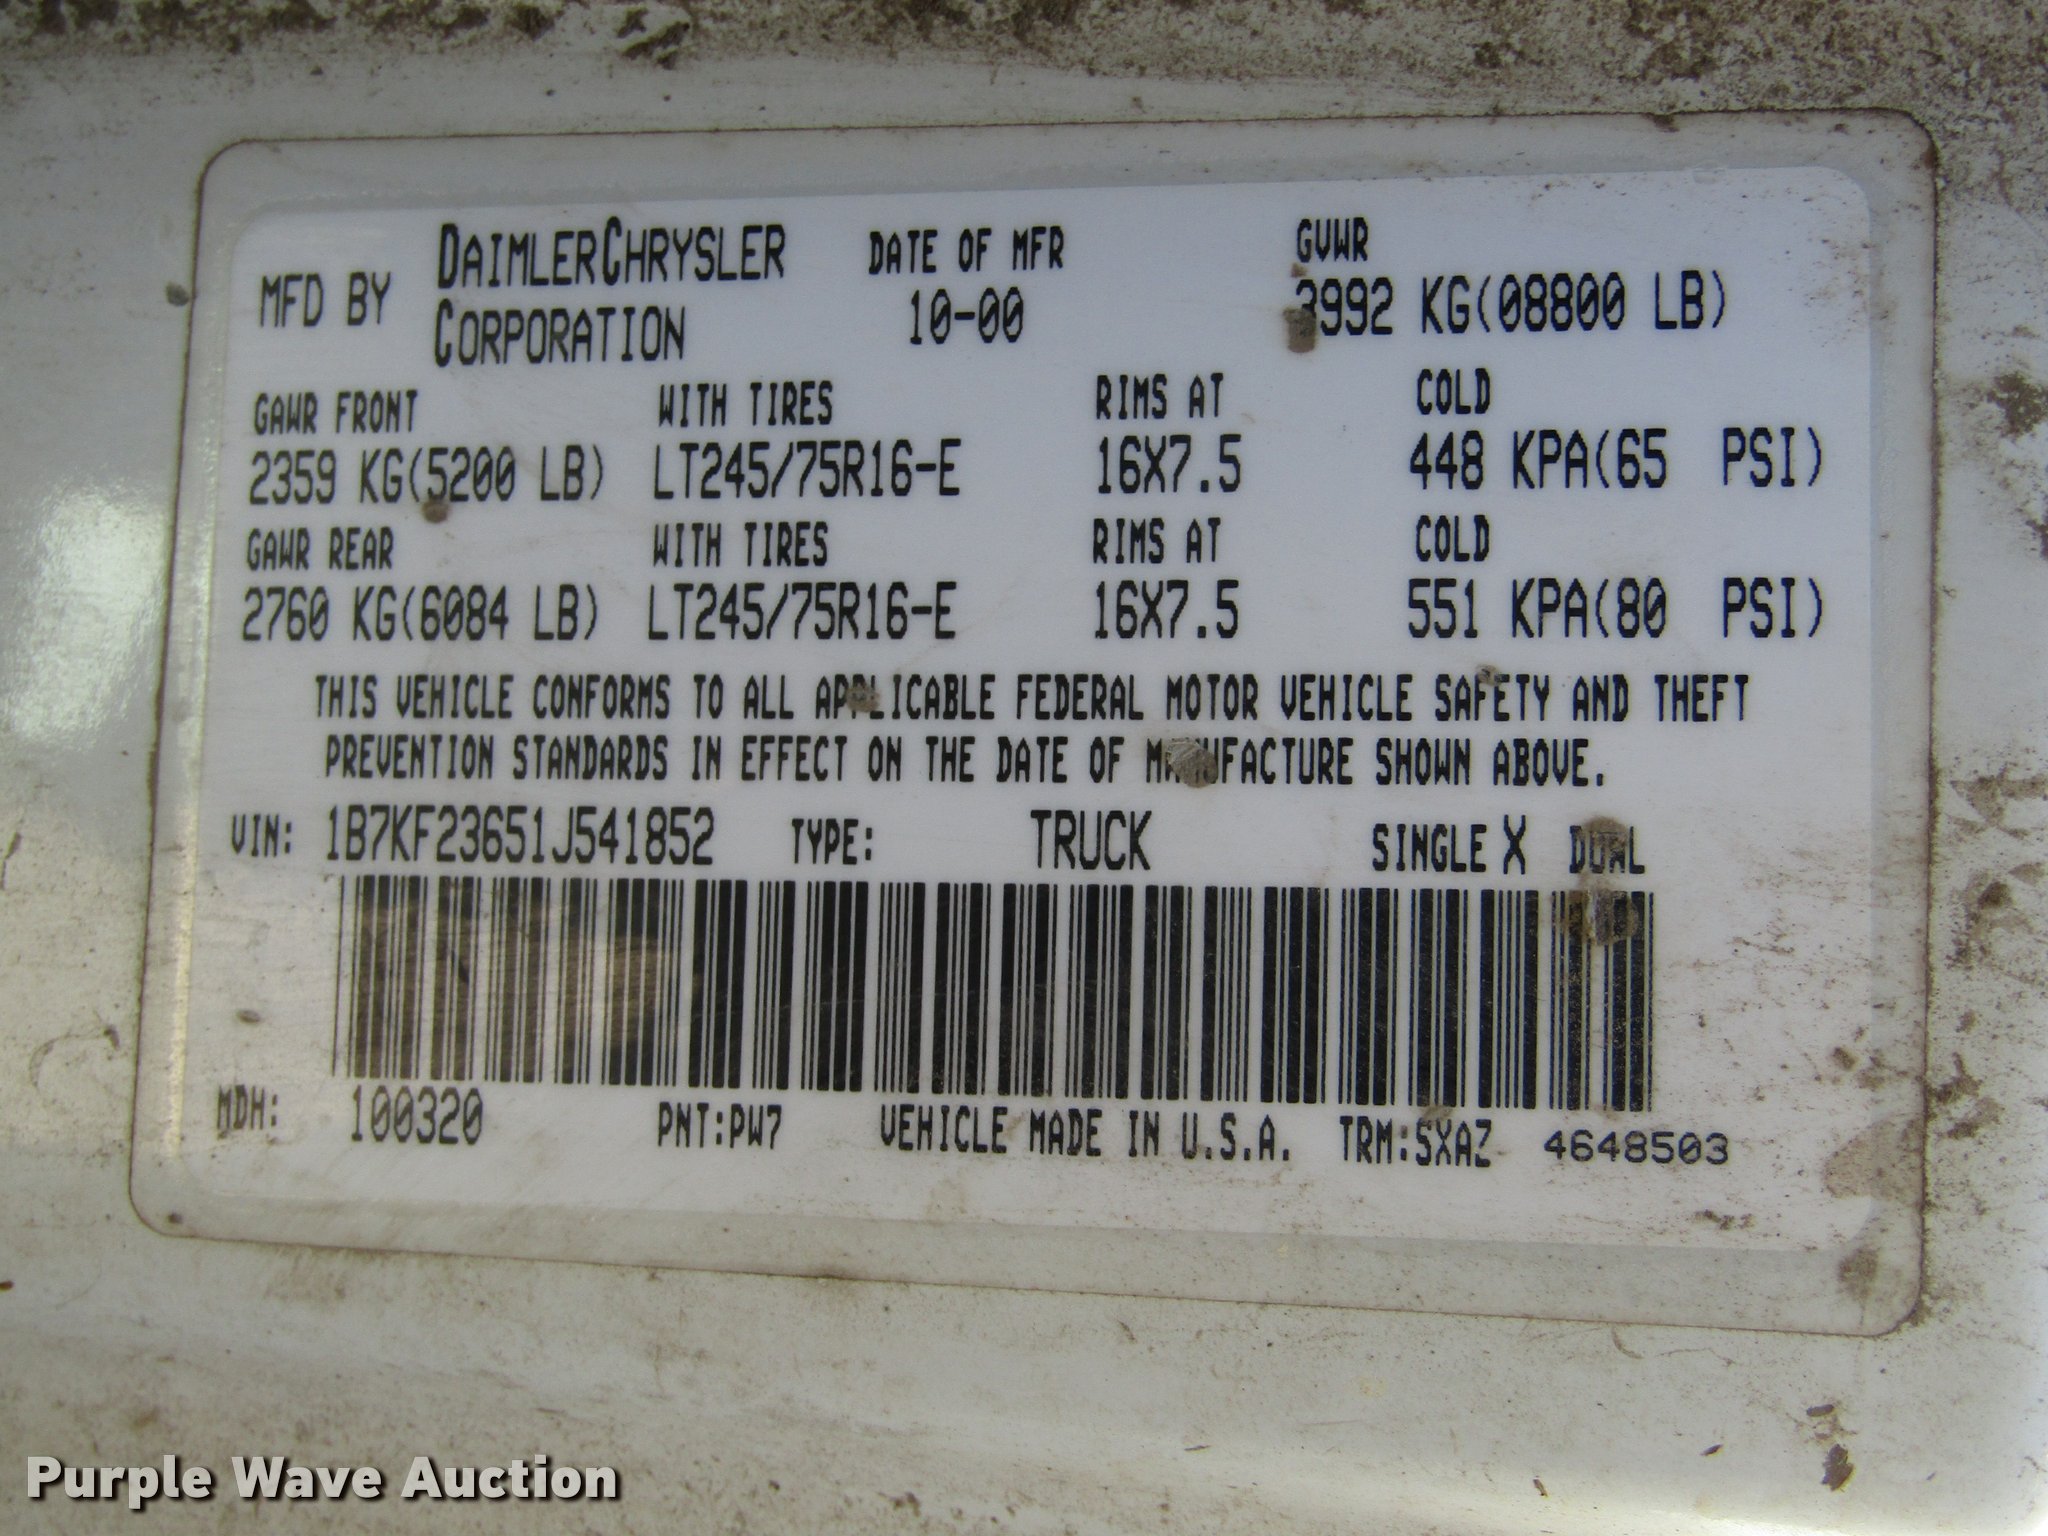 MFD BY DAIMLERCHRYSLER CORPORATION DATE OF MFR 10-00 GVWR 3992 KG(08800 LB)
GAWR FRONT WITH TIRES RIMS AT COLD
2359 KG(5200 LB) LT245/75R16-E 16X7.5 448 KPA(65 PSI)
GAWR REAR WITH TIRES RIMS AT COLD
2760 KG(6084 LB) LT245/75R16-E 16X7.5 551 KPA(80 PSI)
THIS VEHICLE CONFORMS TO ALL APPLICABLE FEDERAL MOTOR VEHICLE SAFETY AND THEFT
PREVENTION STANDARDS IN EFFECT ON THE DATE OF MANUFACTURE SHOWN ABOVE.
VIN: 1B7KF23651J541852 TYPE: TRUCK SINGLE X DUAL
MDH: 100320 PNT:PW7 VEHICLE MADE IN U.S.A. TRM:SXAZ 4648503
Purple Wave Auction